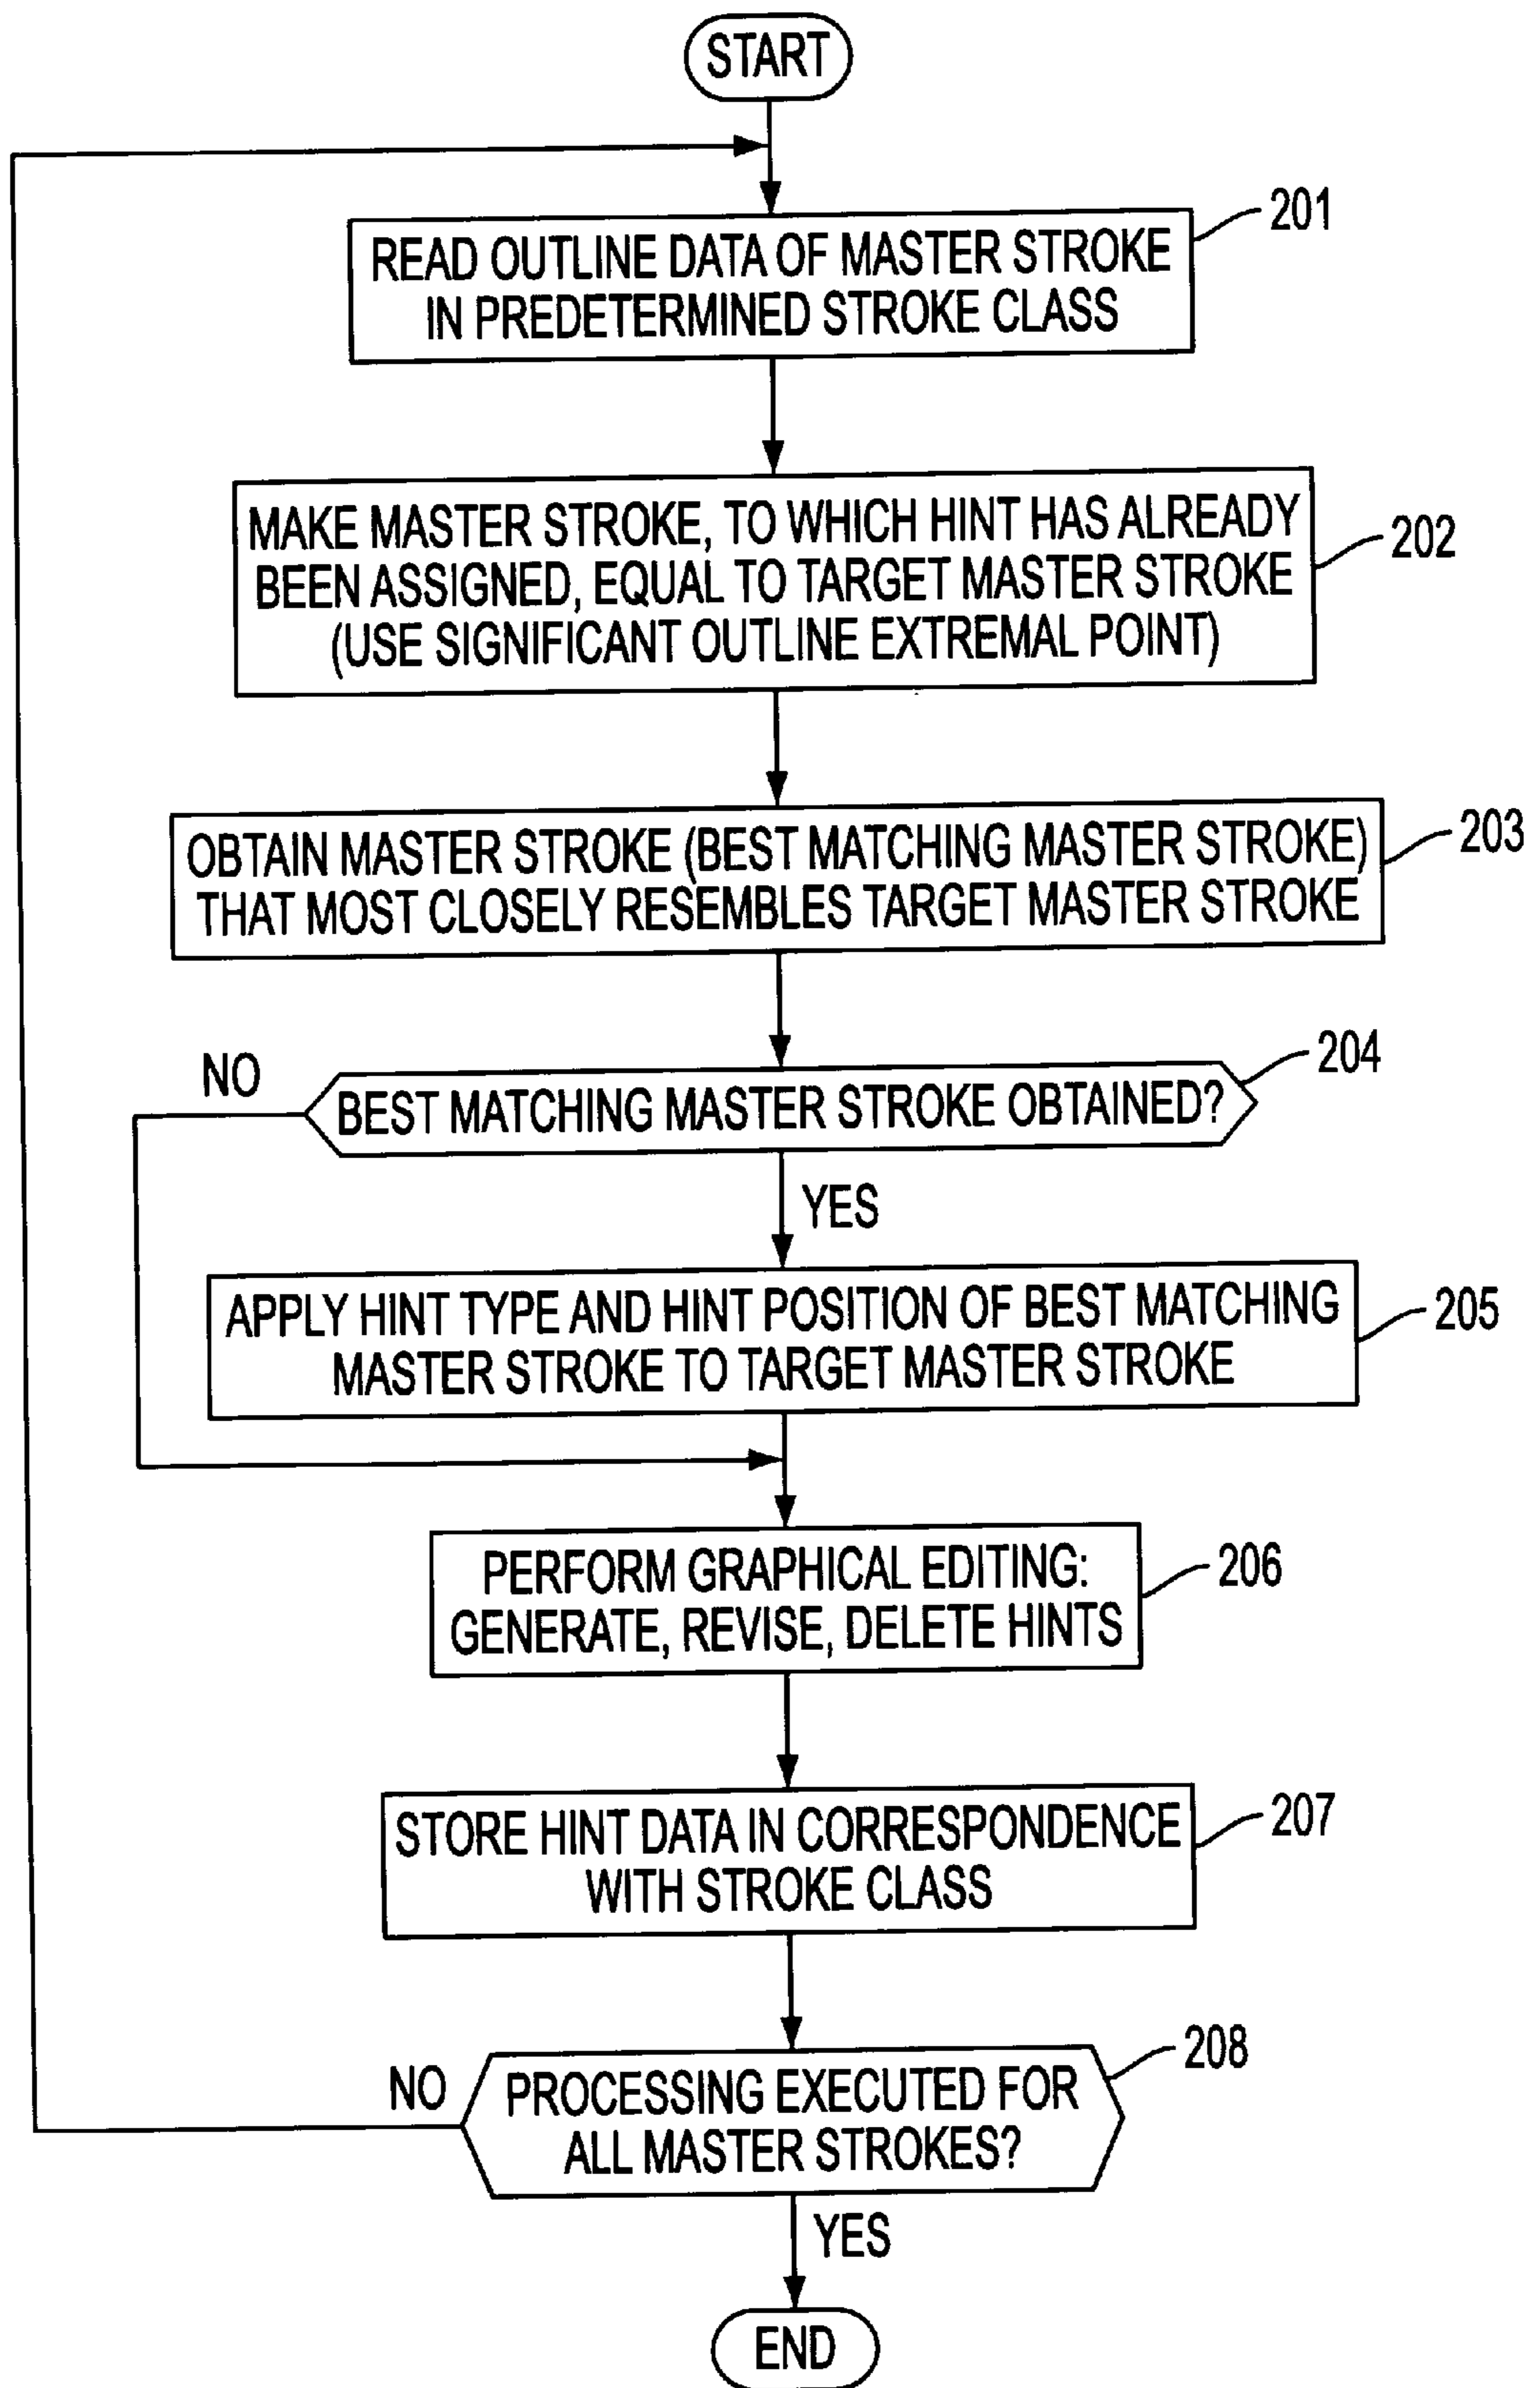 START
201
READ OUTLINE DATA OF MASTER STROKE
IN PREDETERMINED STROKE CLASS
202
MAKE MASTER STROKE, TO WHICH HINT HAS ALREADY
BEEN ASSIGNED, EQUAL TO TARGET MASTER STROKE
(USE SIGNIFICANT OUTLINE EXTREMAL POINT)
203
OBTAIN MASTER STROKE (BEST MATCHING MASTER STROKE)
THAT MOST CLOSELY RESEMBLES TARGET MASTER STROKE
204
NO
BEST MATCHING MASTER STROKE OBTAINED?
YES
205
APPLY HINT TYPE AND HINT POSITION OF BEST MATCHING
MASTER STROKE TO TARGET MASTER STROKE
206
PERFORM GRAPHICAL EDITING:
GENERATE, REVISE, DELETE HINTS
207
STORE HINT DATA IN CORRESPONDENCE
WITH STROKE CLASS
208
NO
PROCESSING EXECUTED FOR
ALL MASTER STROKES?
YES
END